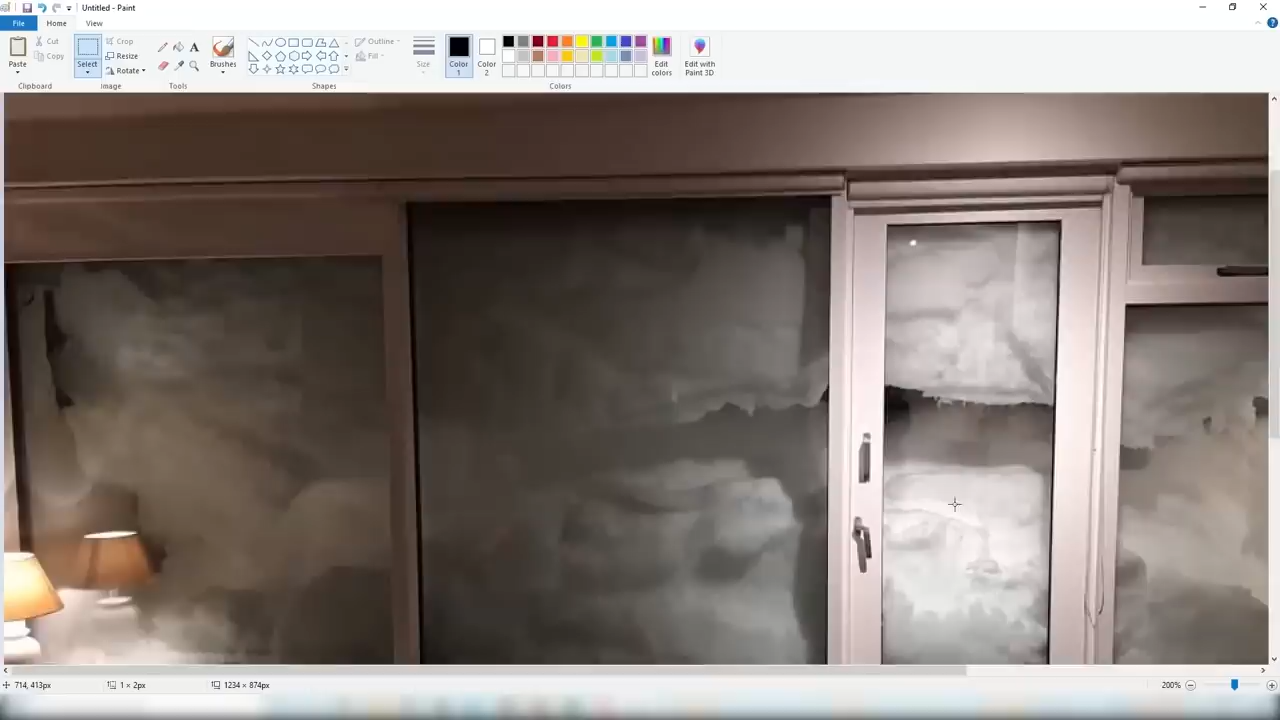 Untitled - Paint
File
Home
View
Paste
Cut
Copy
Clipboard
Select
Crop
Resize
Rotate
Image
Tools
Brushes
Shapes
Outline
Fill
Size
Color
1
Color
2
Edit
colors
Edit with
Paint 3D
Colors
714, 413px
1 × 2px
1234 × 874px
200%